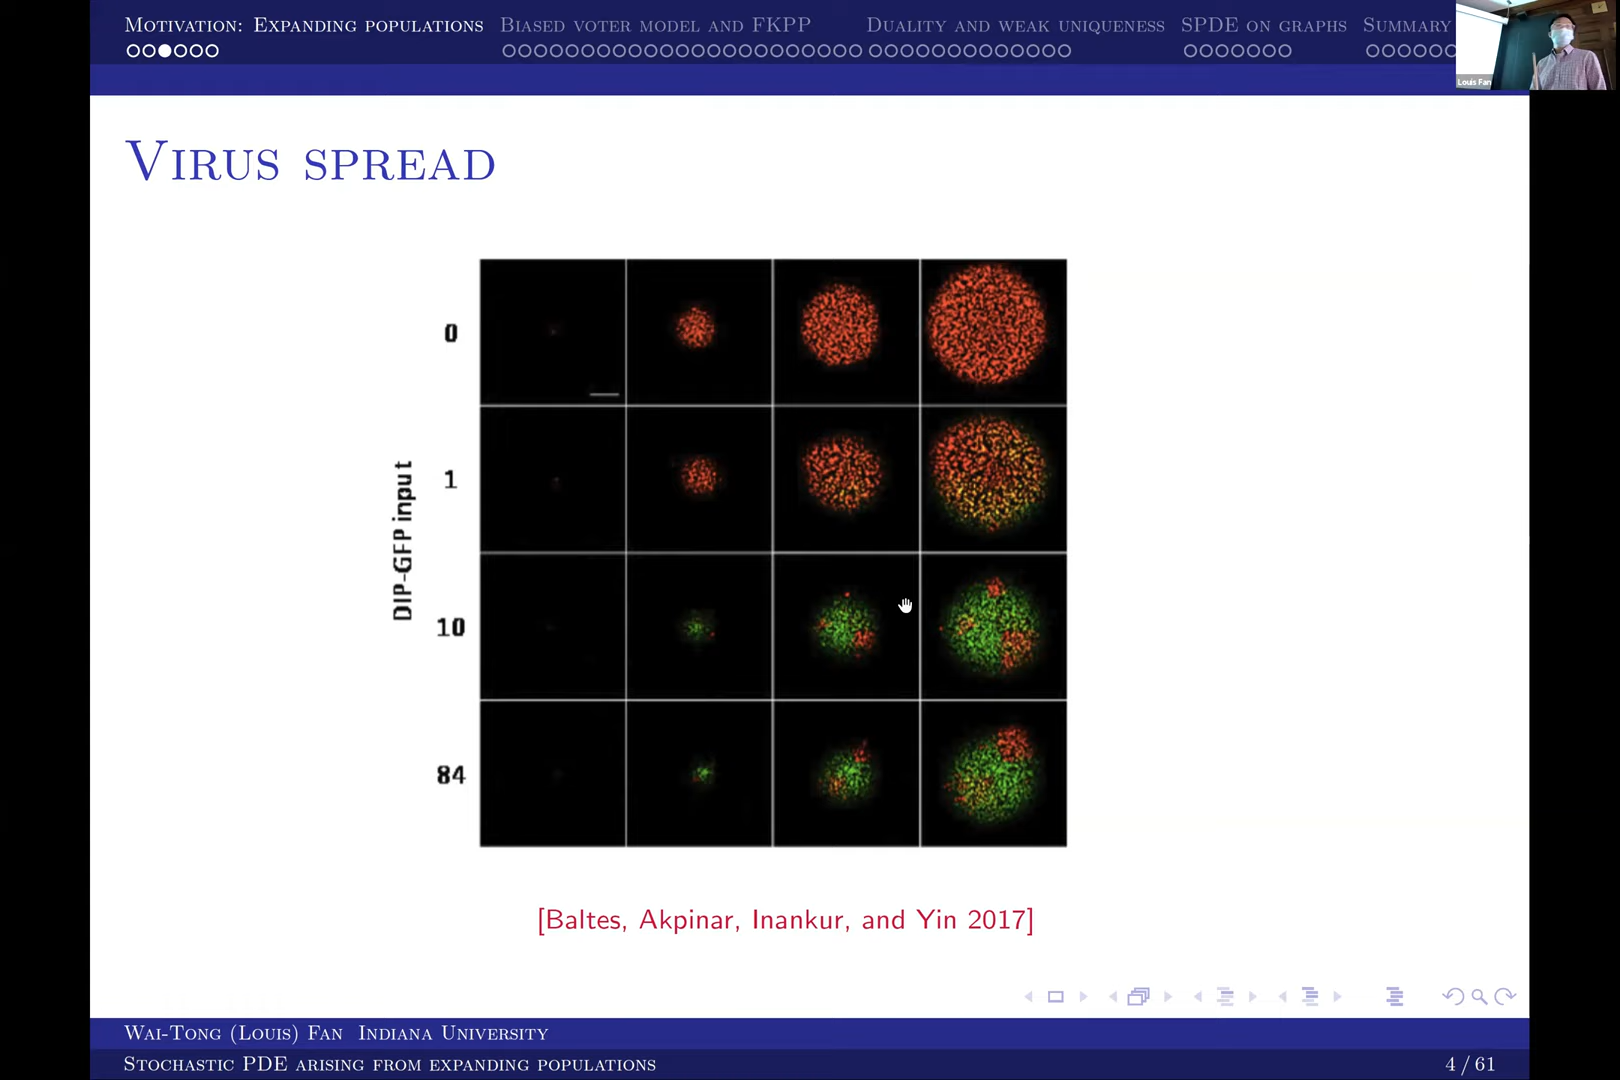 Motivation: Expanding populations
Biased voter model and FKPP
Duality and weak uniqueness
SPDE on graphs
Summary
Louis Fan
Virus spread
DIP-GFP input
0
1
10
84
[Baltes, Akpinar, Inankur, and Yin 2017]
Wai-Tong (Louis) Fan Indiana University
Stochastic PDE arising from expanding populations
4 / 61